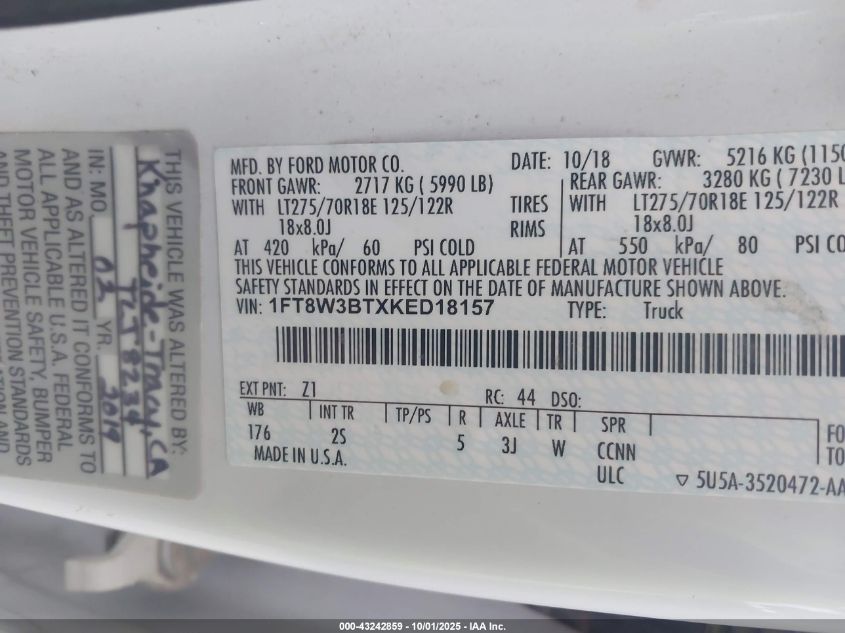 MFD. BY FORD MOTOR CO.
DATE: 10/18 GVWR: 5216 KG (1150
FRONT GAWR: 2717 KG ( 5990 LB)
REAR GAWR: 3280 KG ( 7230 L
WITH LT275/70R18E 125/122R TIRES
WITH LT275/70R18E 125/122R
18x8.0J RIMS
18x8.0J
AT 420 kPa/ 60 PSI COLD
AT 550 kPa/ 80 PSI CO
THIS VEHICLE CONFORMS TO ALL APPLICABLE FEDERAL MOTOR VEHICLE
SAFETY STANDARDS IN EFFECT ON THE DATE OF MANUFACTURE SHOWN ABOVE.
VIN: 1FT8W3BTXKED18157 TYPE: Truck
EXT PNT: Z1 RC: 44 DSO:
WB INT TR TP/PS R AXLE TR SPR
176 2S 5 3J W CCNN
ULC
MADE IN U.S.A.
FO
TO
▽ 5U5A-3520472-AA
THIS VEHICLE WAS ALTERED BY:
Knapheide-Tracy, CA
T2J8234
IN: MO. 02 YR. 2019
AND AS ALTERED IT CONFORMS TO
ALL APPLICABLE U.S.A. FEDERAL
MOTOR VEHICLE SAFETY, BUMPER
AND THEFT PREVENTION STANDARDS
000-43242859 - 10/01/2025 - IAA Inc.